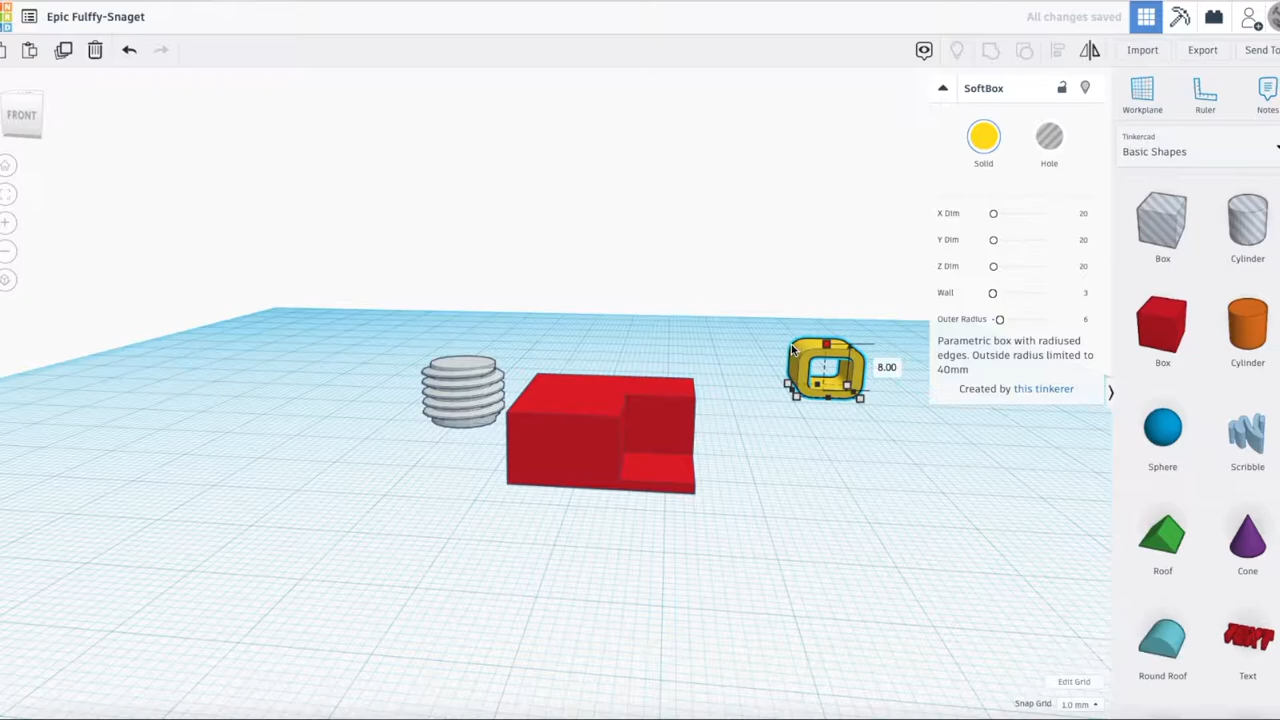 Epic Fulffy-Snaget
All changes saved
Import
Export
Send To
FRONT
SoftBox
Solid
Hole
X Dim 20
Y Dim 20
Z Dim 20
Wall 3
Outer Radius 6
Parametric box with radiused
edges. Outside radius limited to
40mm
Created by this tinkerer
8.00
Workplane
Ruler
Notes
Tinkercad
Basic Shapes
Box
Cylinder
Box
Cylinder
Sphere
Scribble
Roof
Cone
Round Roof
Text
TEXT
Edit Grid
Snap Grid 1.0 mm